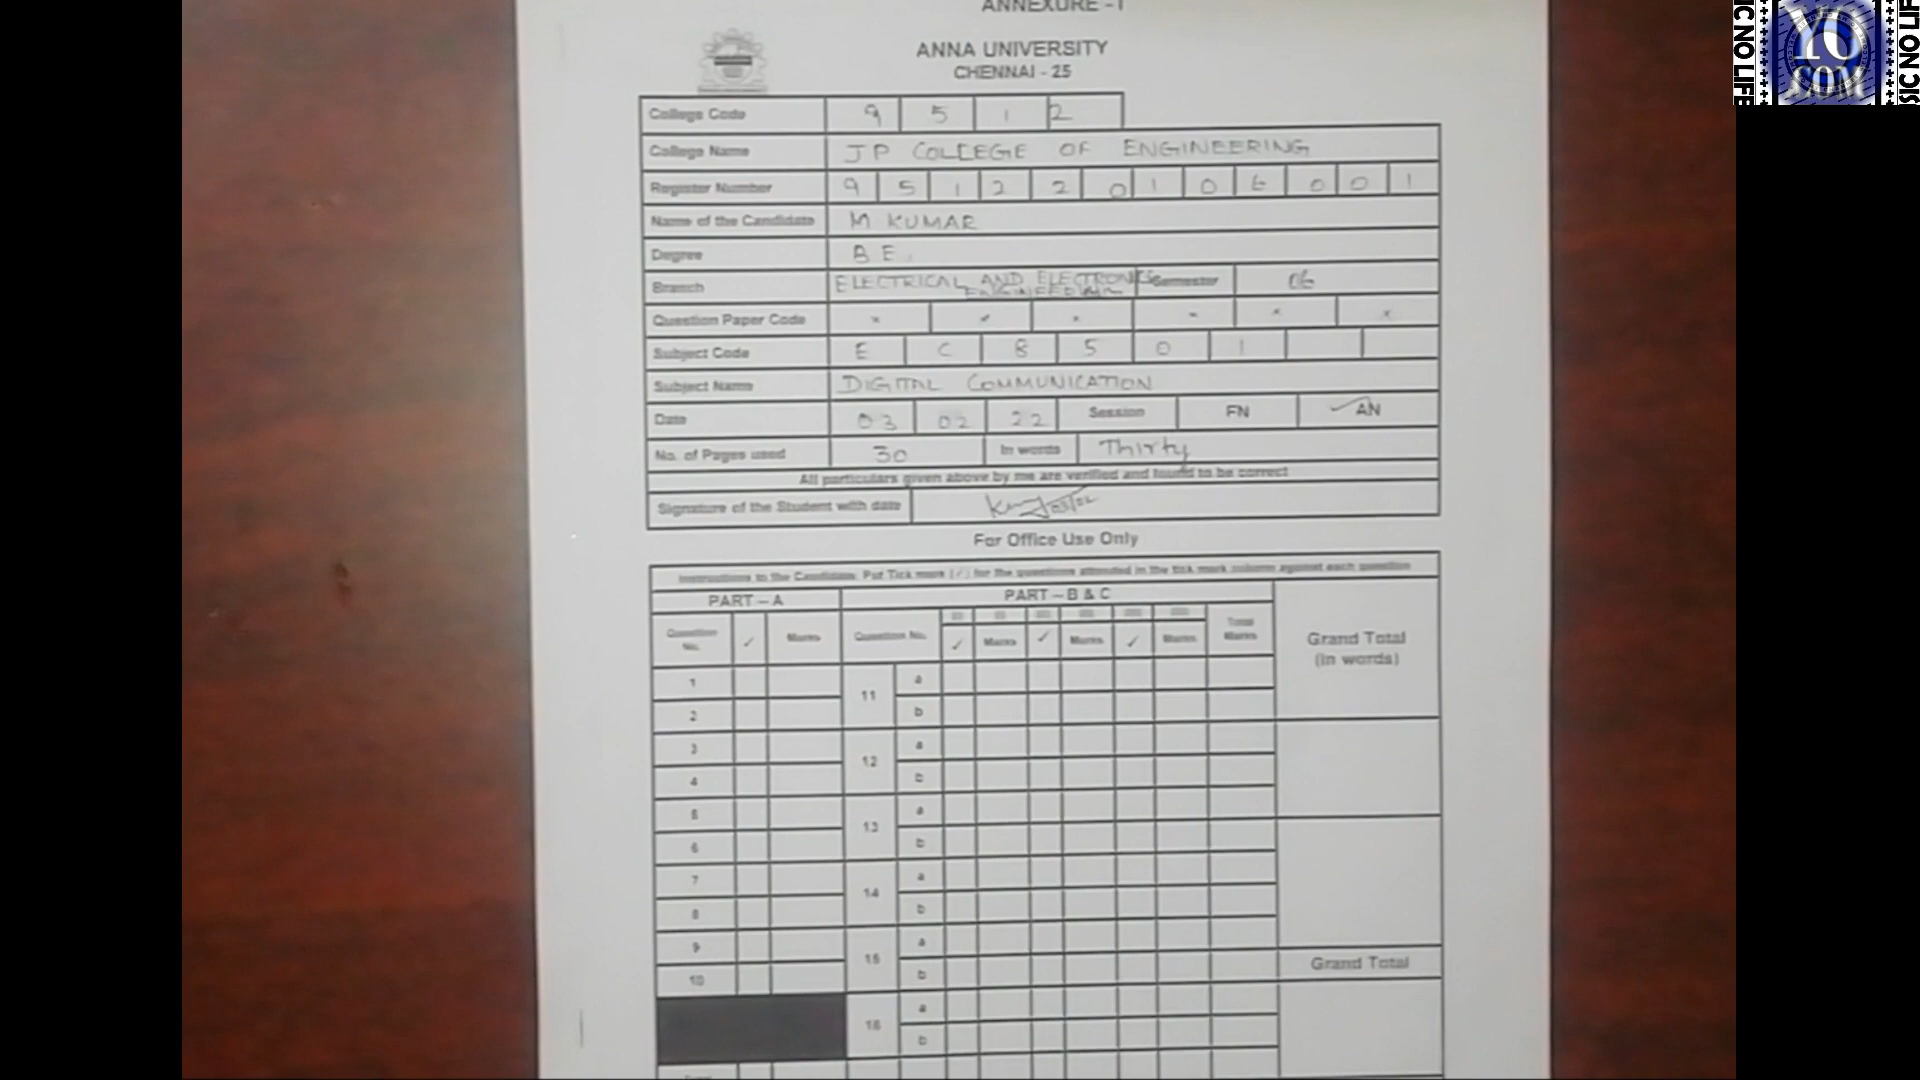 ANNEXURE -1
ANNA UNIVERSITY
CHENNAI - 25
College Code 9 5 1 2
College Name JP COLLEGE OF ENGINEERING
Register Number 9 5 1 2 2 0 1 0 6 0 0 1
Name of the Candidate M KUMAR
Degree B E.
Branch ELECTRICAL AND ELECTRONICS ENGINEERING Semester 06
Question Paper Code × × × × × ×
Subject Code E C 8 5 0 1
Subject Name DIGITAL COMMUNICATION
Date 03 02 22 Session FN ✓ AN
No. of Pages used 30 In words Thirty
All particulars given above by me are verified and found to be correct
Signature of the Student with date
For Office Use Only
Instructions to the Candidate: Put Tick mark (✓) for the questions attended in the tick mark column against each question
PART – A PART – B & C
Question No. ✓ Marks Question No. ✓ Marks ✓ Marks ✓ Marks Total Marks Grand Total (in words)
1 11 a
2 b
3 12 a
4 b
5 13 a
6 b
7 14 a
8 b
9 15 a
10 b Grand Total
16 a
b